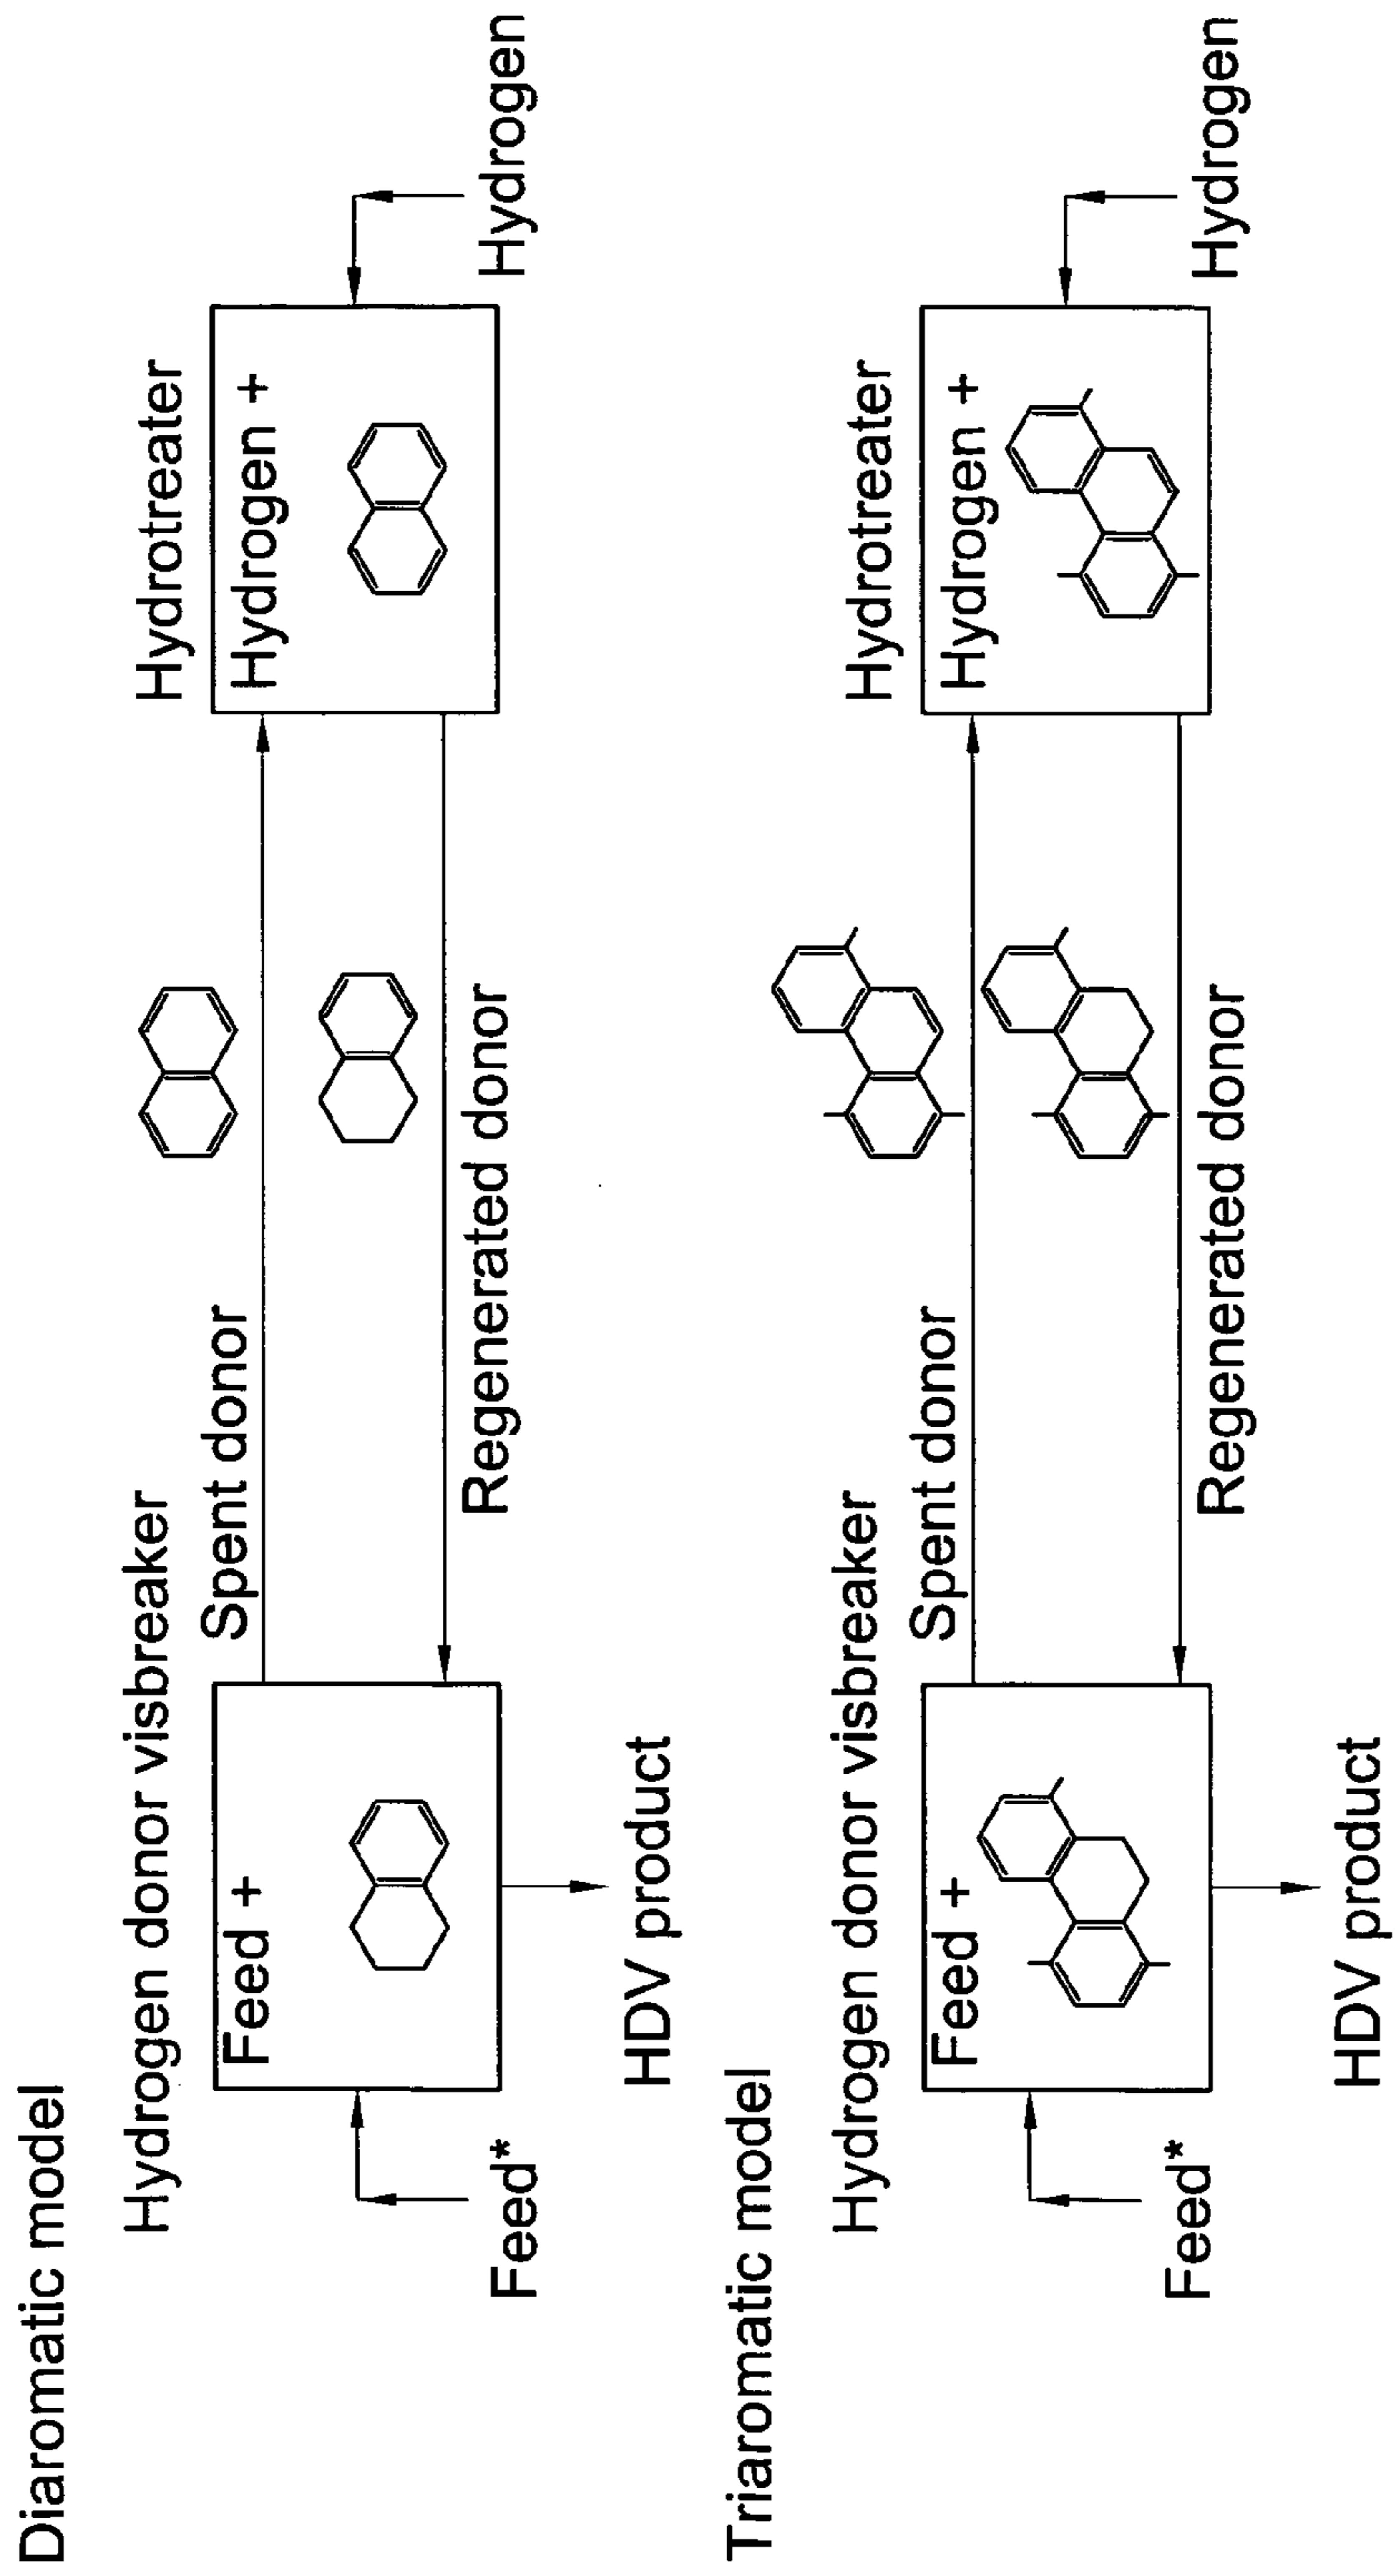 Diaromatic model
Hydrogen donor visbreaker
Hydrotreater
Feed +
Spent donor
Hydrogen +
Regenerated donor
Feed*
HDV product
Hydrogen
Triaromatic model
Hydrogen donor visbreaker
Hydrotreater
Feed +
Spent donor
Hydrogen +
Regenerated donor
Feed*
HDV product
Hydrogen